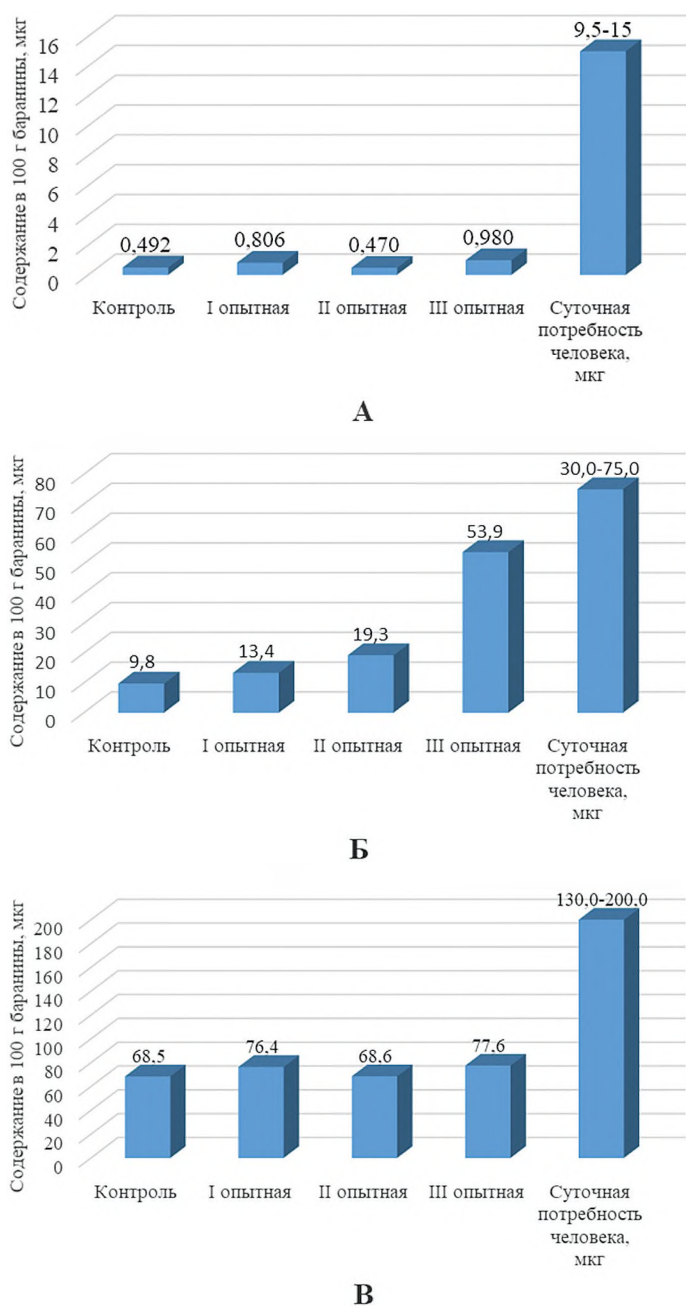 Содержание в 100 г баранины, мкг
16
14
12
10
8
6
4
2
0
0,492
0,806
0,470
0,980
9,5-15
Контроль
I опытная
II опытная
III опытная
Суточная
потребность
человека,
мкг
А
Содержание в 100 г баранины, мкг
80
70
60
50
40
30
20
10
0
9,8
13,4
19,3
53,9
30,0-75,0
Контроль
I опытная
II опытная
III опытная
Суточная
потребность
человека,
мкг
Б
Содержание в 100 г баранины, мкг
200
180
160
140
120
100
80
60
40
20
0
68,5
76,4
68,6
77,6
130,0-200,0
Контроль
I опытная
II опытная
III опытная
Суточная
потребность
человека,
мкг
В